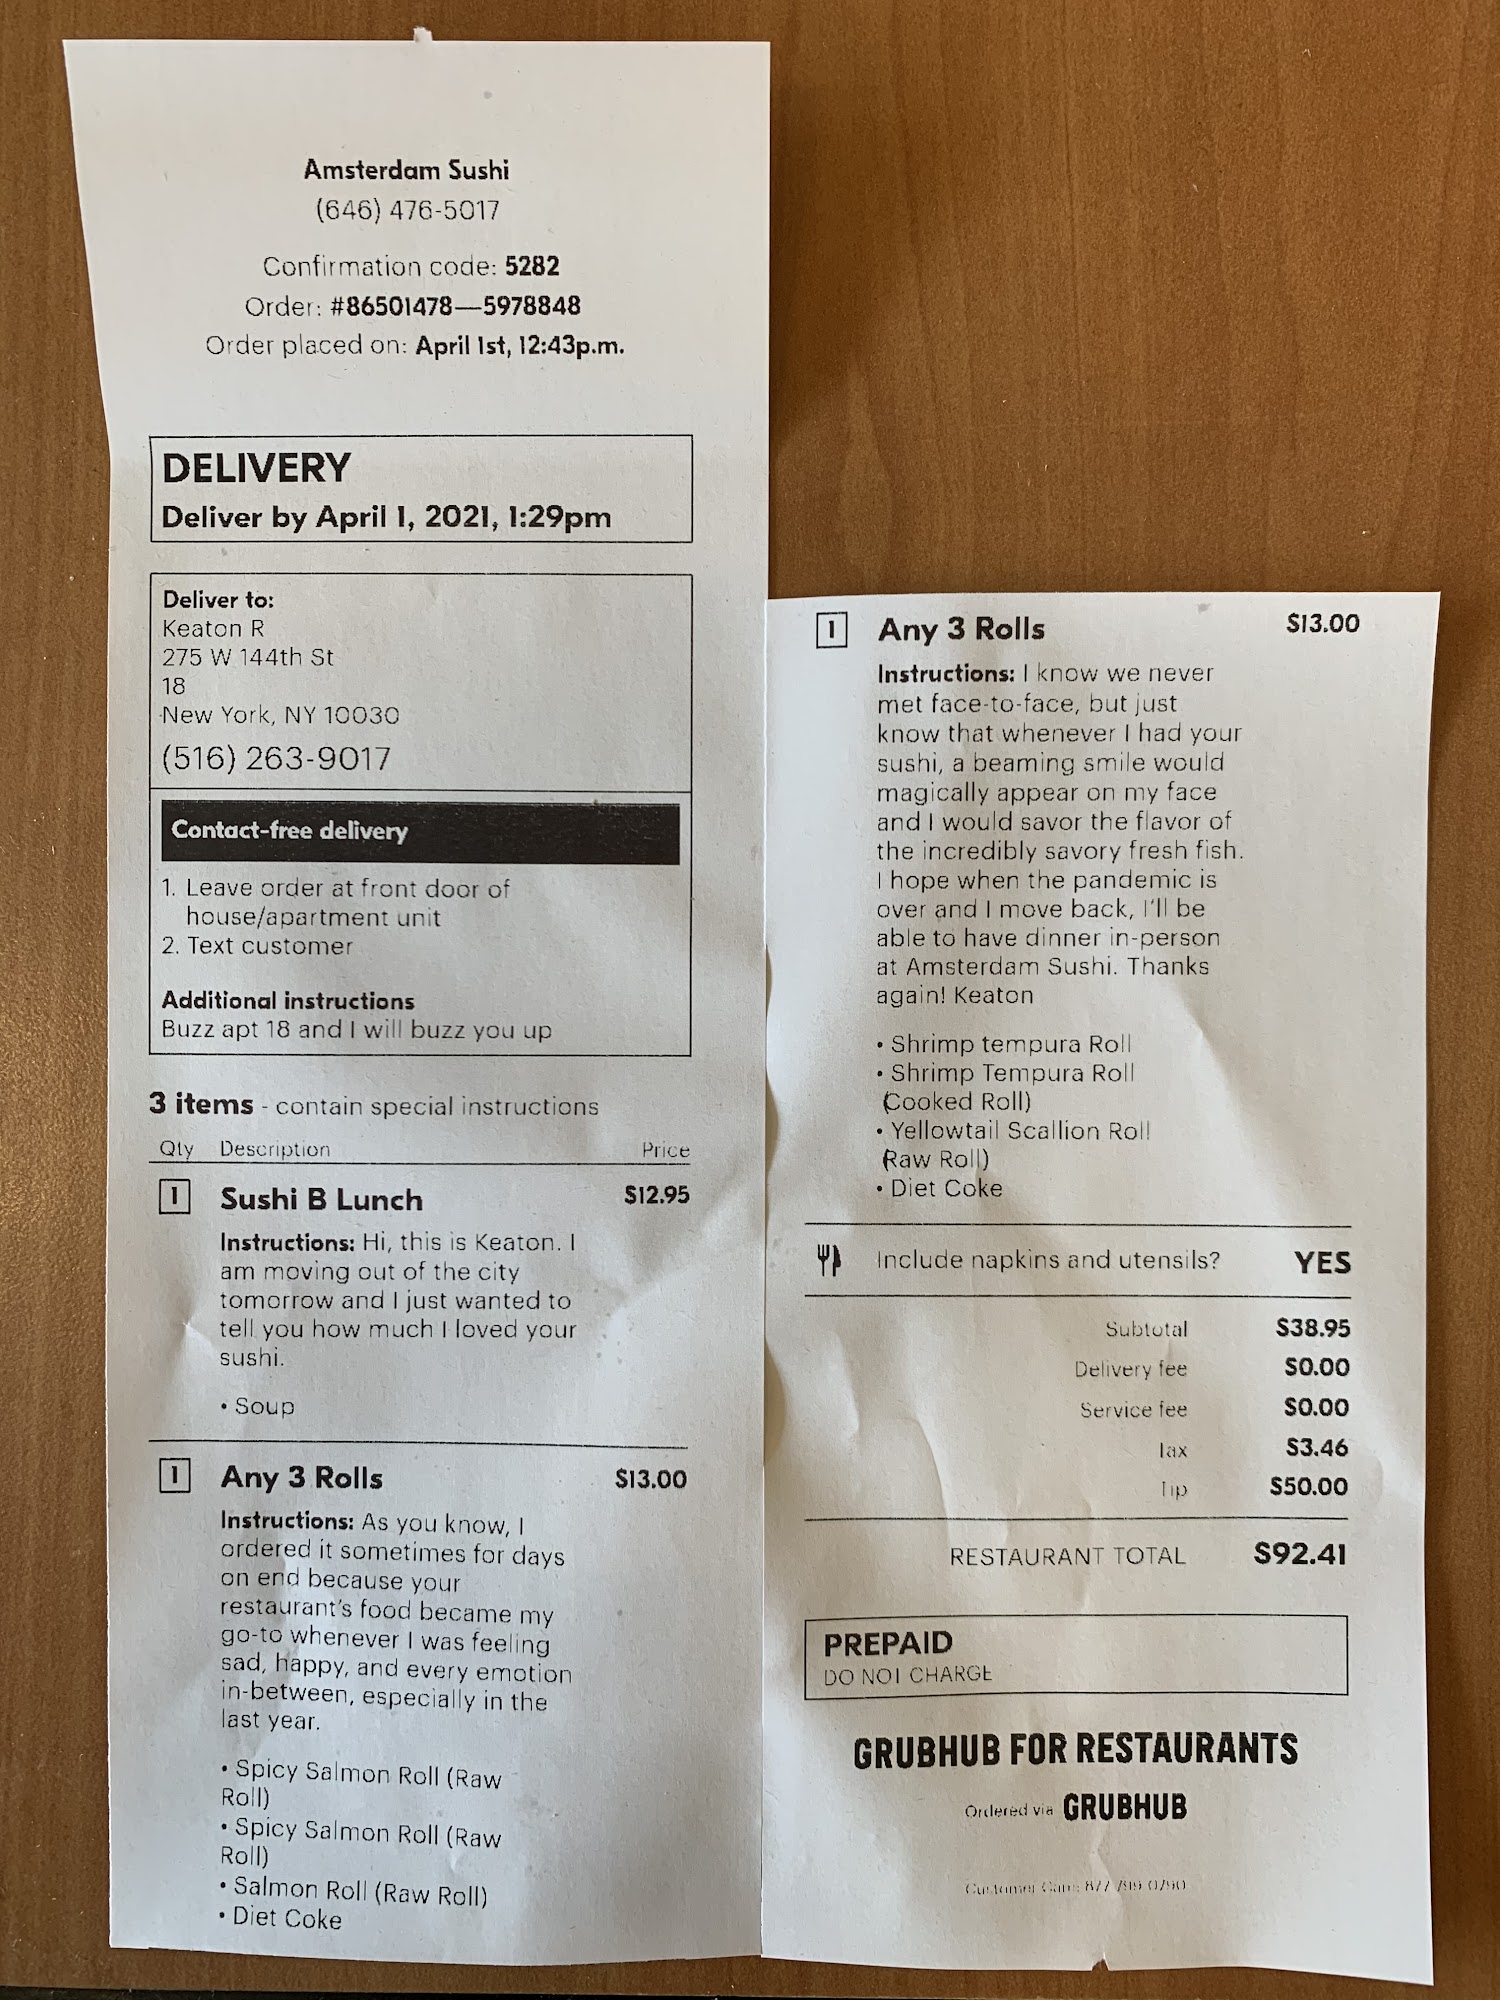 Amsterdam Sushi
(646) 476-5017
Confirmation code: 5282
Order: #86501478—5978848
Order placed on: April 1st, 12:43p.m.
DELIVERY
Deliver by April 1, 2021, 1:29pm
Deliver to:
Keaton R
275 W 144th St
18
New York, NY 10030
(516) 263-9017
Contact-free delivery
1. Leave order at front door of
house/apartment unit
2. Text customer
Additional instructions
Buzz apt 18 and I will buzz you up
3 items - contain special instructions
Qty Description Price
1 Sushi B Lunch $12.95
Instructions: Hi, this is Keaton. I
am moving out of the city
tomorrow and I just wanted to
tell you how much I loved your
sushi.
• Soup
1 Any 3 Rolls $13.00
Instructions: As you know, I
ordered it sometimes for days
on end because your
restaurant's food became my
go-to whenever I was feeling
sad, happy, and every emotion
in-between, especially in the
last year.
• Spicy Salmon Roll (Raw
Roll)
• Spicy Salmon Roll (Raw
Roll)
• Salmon Roll (Raw Roll)
• Diet Coke
1 Any 3 Rolls $13.00
Instructions: I know we never
met face-to-face, but just
know that whenever I had your
sushi, a beaming smile would
magically appear on my face
and I would savor the flavor of
the incredibly savory fresh fish.
I hope when the pandemic is
over and I move back, I'll be
able to have dinner in-person
at Amsterdam Sushi. Thanks
again! Keaton
• Shrimp tempura Roll
• Shrimp Tempura Roll
(Cooked Roll)
• Yellowtail Scallion Roll
(Raw Roll)
• Diet Coke
Include napkins and utensils? YES
Subtotal $38.95
Delivery fee $0.00
Service fee $0.00
Tax $3.46
Tip $50.00
RESTAURANT TOTAL $92.41
PREPAID
DO NOT CHARGE
GRUBHUB FOR RESTAURANTS
Ordered via GRUBHUB
Customer Care: 877-799-0790